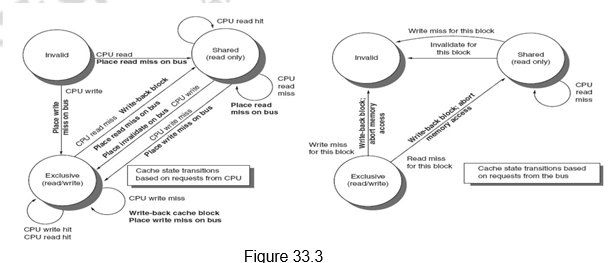 CPU read hit
Invalid
CPU read
Place read miss on bus
Shared
(read only)
CPU write
Place write
miss on bus
CPU read miss
Write-back block
Place read miss on bus
CPU write
Place invalidate on bus
CPU write miss
Place write miss on bus
CPU
read
miss
Place read
miss on bus
Exclusive
(read/write)
Cache state transitions
based on requests from CPU
CPU write miss
Write-back cache block
Place write miss on bus
CPU write hit
CPU read hit
Write miss for this block
Invalidate for
this block
Invalid
Shared
(read only)
CPU
read
miss
Write-back block;
abort memory
access
Write-back block; abort
memory access
Write miss
for this block
Read miss
for this block
Exclusive
(read/write)
Cache state transitions based
on requests from the bus
Figure 33.3